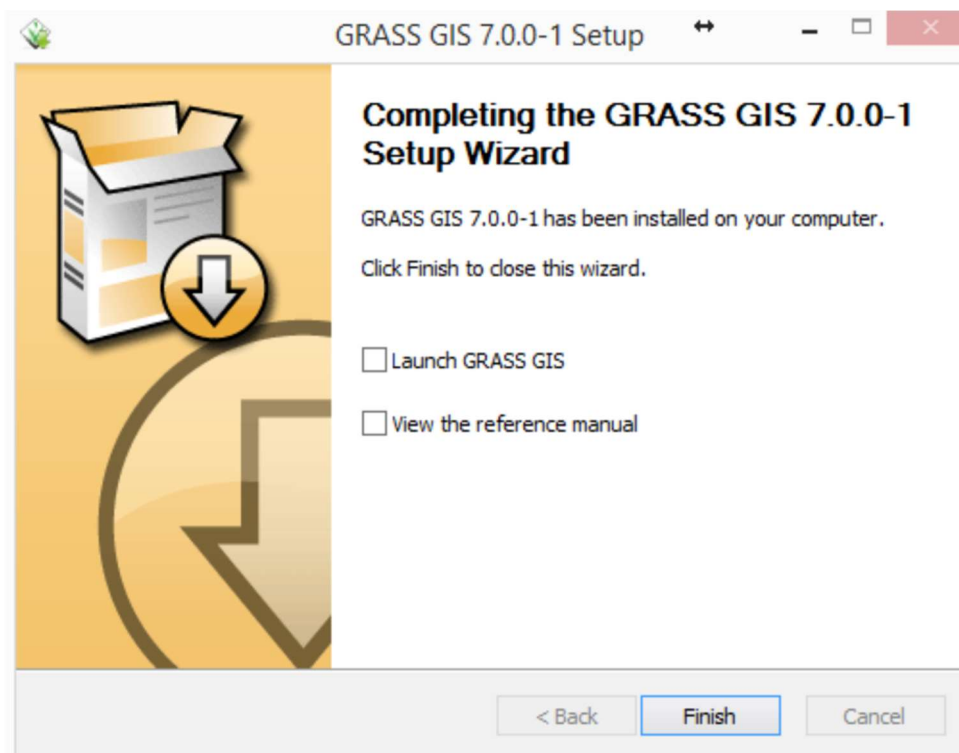 GRASS GIS 7.0.0-1 Setup
Completing the GRASS GIS 7.0.0-1
Setup Wizard
GRASS GIS 7.0.0-1 has been installed on your computer.
Click Finish to close this wizard.
Launch GRASS GIS
View the reference manual
< Back
Finish
Cancel